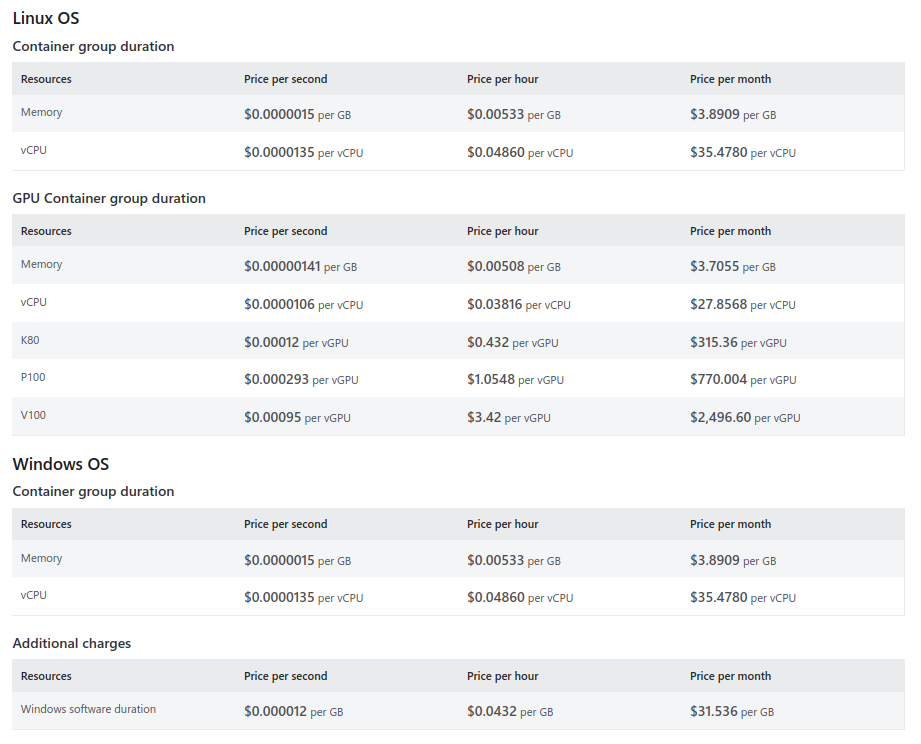 Linux OS
Container group duration
Resources Price per second Price per hour Price per month
Memory $0.0000015 per GB $0.00533 per GB $3.8909 per GB
vCPU $0.0000135 per vCPU $0.04860 per vCPU $35.4780 per vCPU
GPU Container group duration
Resources Price per second Price per hour Price per month
Memory $0.00000141 per GB $0.00508 per GB $3.7055 per GB
vCPU $0.0000106 per vCPU $0.03816 per vCPU $27.8568 per vCPU
K80 $0.00012 per vGPU $0.432 per vGPU $315.36 per vGPU
P100 $0.000293 per vGPU $1.0548 per vGPU $770.004 per vGPU
V100 $0.00095 per vGPU $3.42 per vGPU $2,496.60 per vGPU
Windows OS
Container group duration
Resources Price per second Price per hour Price per month
Memory $0.0000015 per GB $0.00533 per GB $3.8909 per GB
vCPU $0.0000135 per vCPU $0.04860 per vCPU $35.4780 per vCPU
Additional charges
Resources Price per second Price per hour Price per month
Windows software duration $0.000012 per GB $0.0432 per GB $31.536 per GB